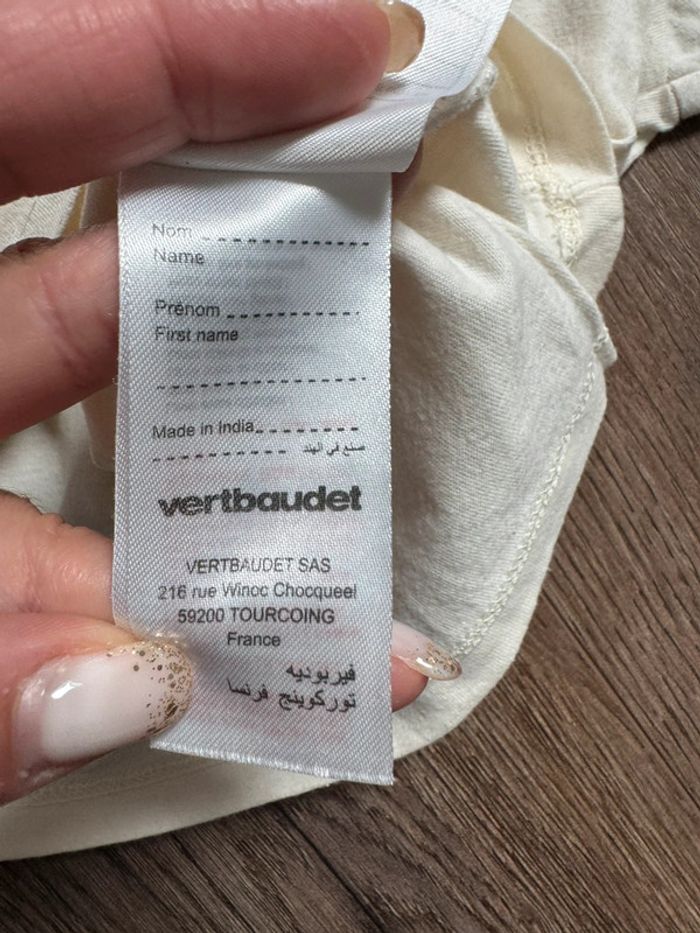 Nom
Name
Prénom
First name
Made in India
صنع في الهند
vertbaudet
VERTBAUDET SAS
216 rue Winoc Chocqueel
59200 TOURCOING
France
فيربوديه
توركوينج فرنسا